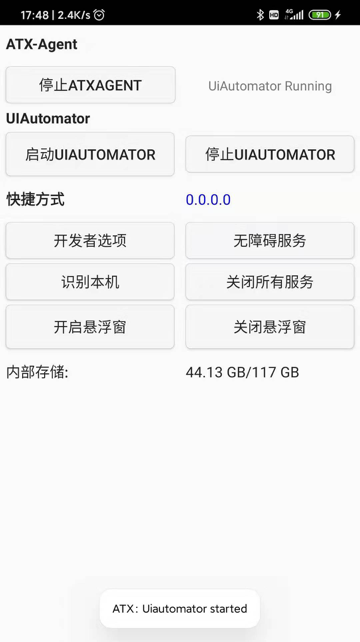 17:48 | 2.4K/s
HD 4G 91
ATX-Agent
停止ATXAGENT UiAutomator Running
UIAutomator
启动UIAUTOMATOR 停止UIAUTOMATOR
快捷方式 0.0.0.0
开发者选项 无障碍服务
识别本机 关闭所有服务
开启悬浮窗 关闭悬浮窗
内部存储: 44.13 GB/117 GB
ATX: Uiautomator started